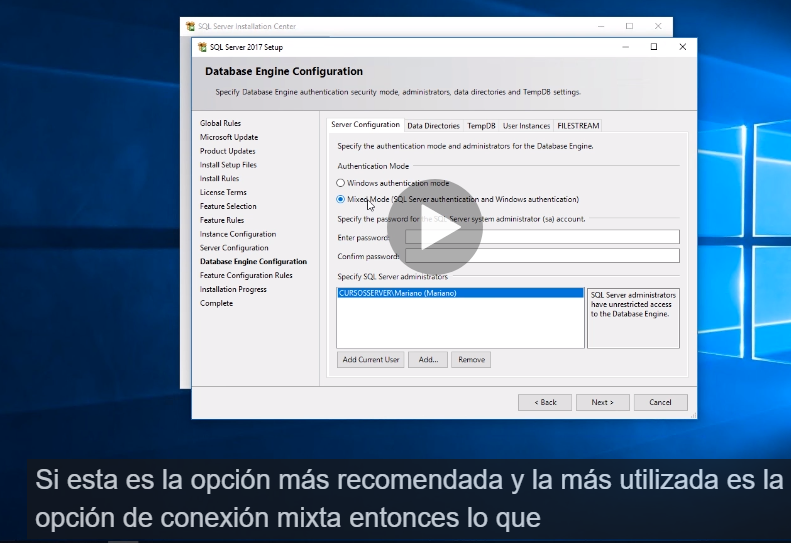 SQL Server Installation Center
SQL Server 2017 Setup
Database Engine Configuration
Specify Database Engine authentication security mode, administrators, data directories and TempDB settings.
Global Rules
Microsoft Update
Product Updates
Install Setup Files
Install Rules
License Terms
Feature Selection
Feature Rules
Instance Configuration
Server Configuration
Database Engine Configuration
Feature Configuration Rules
Installation Progress
Complete
Server Configuration Data Directories TempDB User Instances FILESTREAM
Specify the authentication mode and administrators for the Database Engine.
Authentication Mode
Windows authentication mode
Mixed Mode (SQL Server authentication and Windows authentication)
Specify the password for the SQL Server system administrator (sa) account.
Enter password:
Confirm password:
Specify SQL Server administrators
CURSOSSERVER\Mariano (Mariano)
SQL Server administrators
have unrestricted access
to the Database Engine.
Add Current User Add... Remove
< Back Next > Cancel
Si esta es la opción más recomendada y la más utilizada es la
opción de conexión mixta entonces lo que